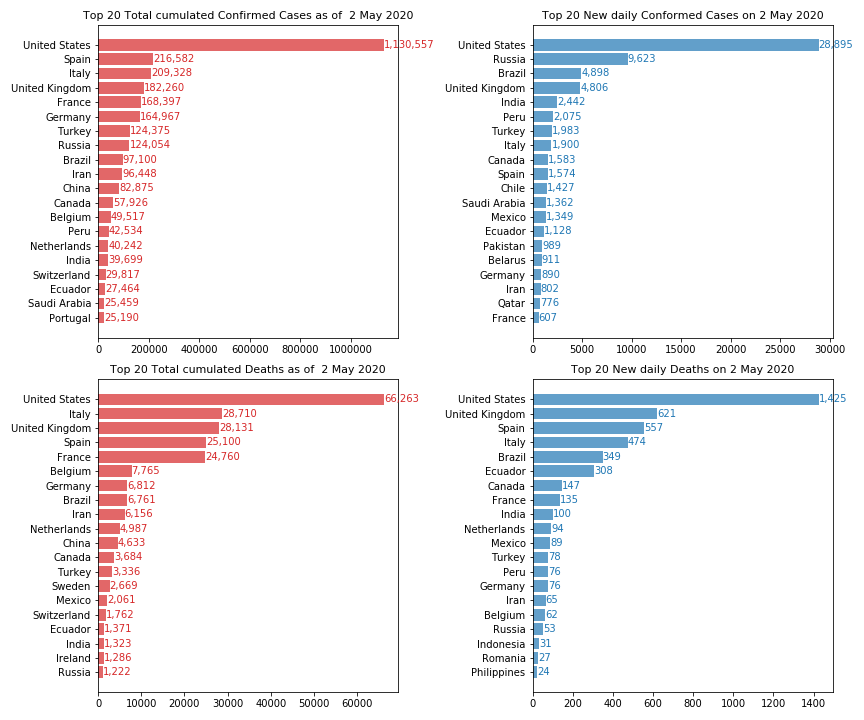 Top 20 Total cumulated Confirmed Cases as of  2 May 2020
United States 1,130,557
Spain 216,582
Italy 209,328
United Kingdom 182,260
France 168,397
Germany 164,967
Turkey 124,375
Russia 124,054
Brazil 97,100
Iran 96,448
China 82,875
Canada 57,926
Belgium 49,517
Peru 42,534
Netherlands 40,242
India 39,699
Switzerland 29,817
Ecuador 27,464
Saudi Arabia 25,459
Portugal 25,190
0 200000 400000 600000 800000 1000000
Top 20 New daily Conformed Cases on 2 May 2020
United States 28,895
Russia 9,623
Brazil 4,898
United Kingdom 4,806
India 2,442
Peru 2,075
Turkey 1,983
Italy 1,900
Canada 1,583
Spain 1,574
Chile 1,427
Saudi Arabia 1,362
Mexico 1,349
Ecuador 1,128
Pakistan 989
Belarus 911
Germany 890
Iran 802
Qatar 776
France 607
0 5000 10000 15000 20000 25000 30000
Top 20 Total cumulated Deaths as of  2 May 2020
United States 66,263
Italy 28,710
United Kingdom 28,131
Spain 25,100
France 24,760
Belgium 7,765
Germany 6,812
Brazil 6,761
Iran 6,156
Netherlands 4,987
China 4,633
Canada 3,684
Turkey 3,336
Sweden 2,669
Mexico 2,061
Switzerland 1,762
Ecuador 1,371
India 1,323
Ireland 1,286
Russia 1,222
0 10000 20000 30000 40000 50000 60000
Top 20 New daily Deaths on 2 May 2020
United States 1,425
United Kingdom 621
Spain 557
Italy 474
Brazil 349
Ecuador 308
Canada 147
France 135
India 100
Netherlands 94
Mexico 89
Turkey 78
Peru 76
Germany 76
Iran 65
Belgium 62
Russia 53
Indonesia 31
Romania 27
Philippines 24
0 200 400 600 800 1000 1200 1400